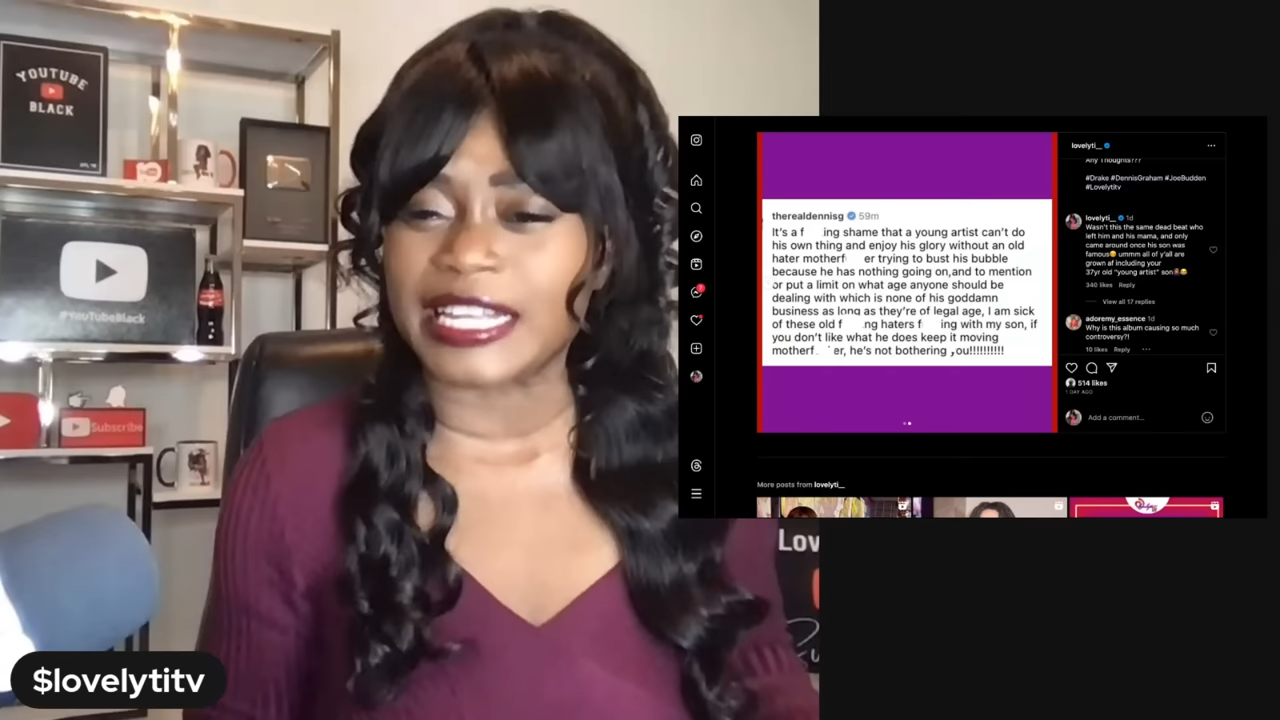 YOUTUBE
BLACK
#YouTubeBlack
Subscribe
$lovelytitv
therealdennisg 59m
It's a f ing shame that a young artist can't do
his own thing and enjoy his glory without an old
hater motherf er trying to bust his bubble
because he has nothing going on,and to mention
or put a limit on what age anyone should be
dealing with which is none of his goddamn
business as long as they're of legal age, I am sick
of these old f ng haters f ing with my son, if
you don't like what he does keep it moving
motherf er, he's not bothering you!!!!!!!!!!
lovelyti__
Any Thoughts???
#Drake #DennisGraham #JoeBudden
#Lovelytitv
lovelyti__ 1d
Wasn't this the same dead beat who
left him and his mama, and only
came around once his son was
famous🤔 ummm all of y'all are
grown af including your
37yr old "young artist" son
340 likes Reply
View all 17 replies
adoremy_essence 1d
Why is this album causing so much
controversy?!
10 likes Reply ...
514 likes
1 DAY AGO
Add a comment...
More posts from lovelyti__
Lov